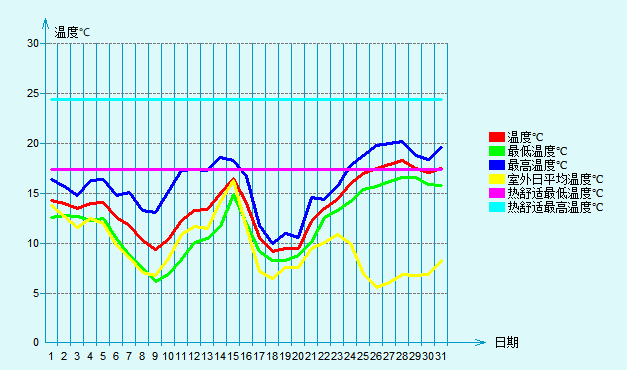 温度℃
30
25
20
15
10
5
0
1 2 3 4 5 6 7 8 9 10 11 12 13 14 15 16 17 18 19 20 21 22 23 24 25 26 27 28 29 30 31
日期
温度℃
最低温度℃
最高温度℃
室外日平均温度℃
热舒适最低温度℃
热舒适最高温度℃